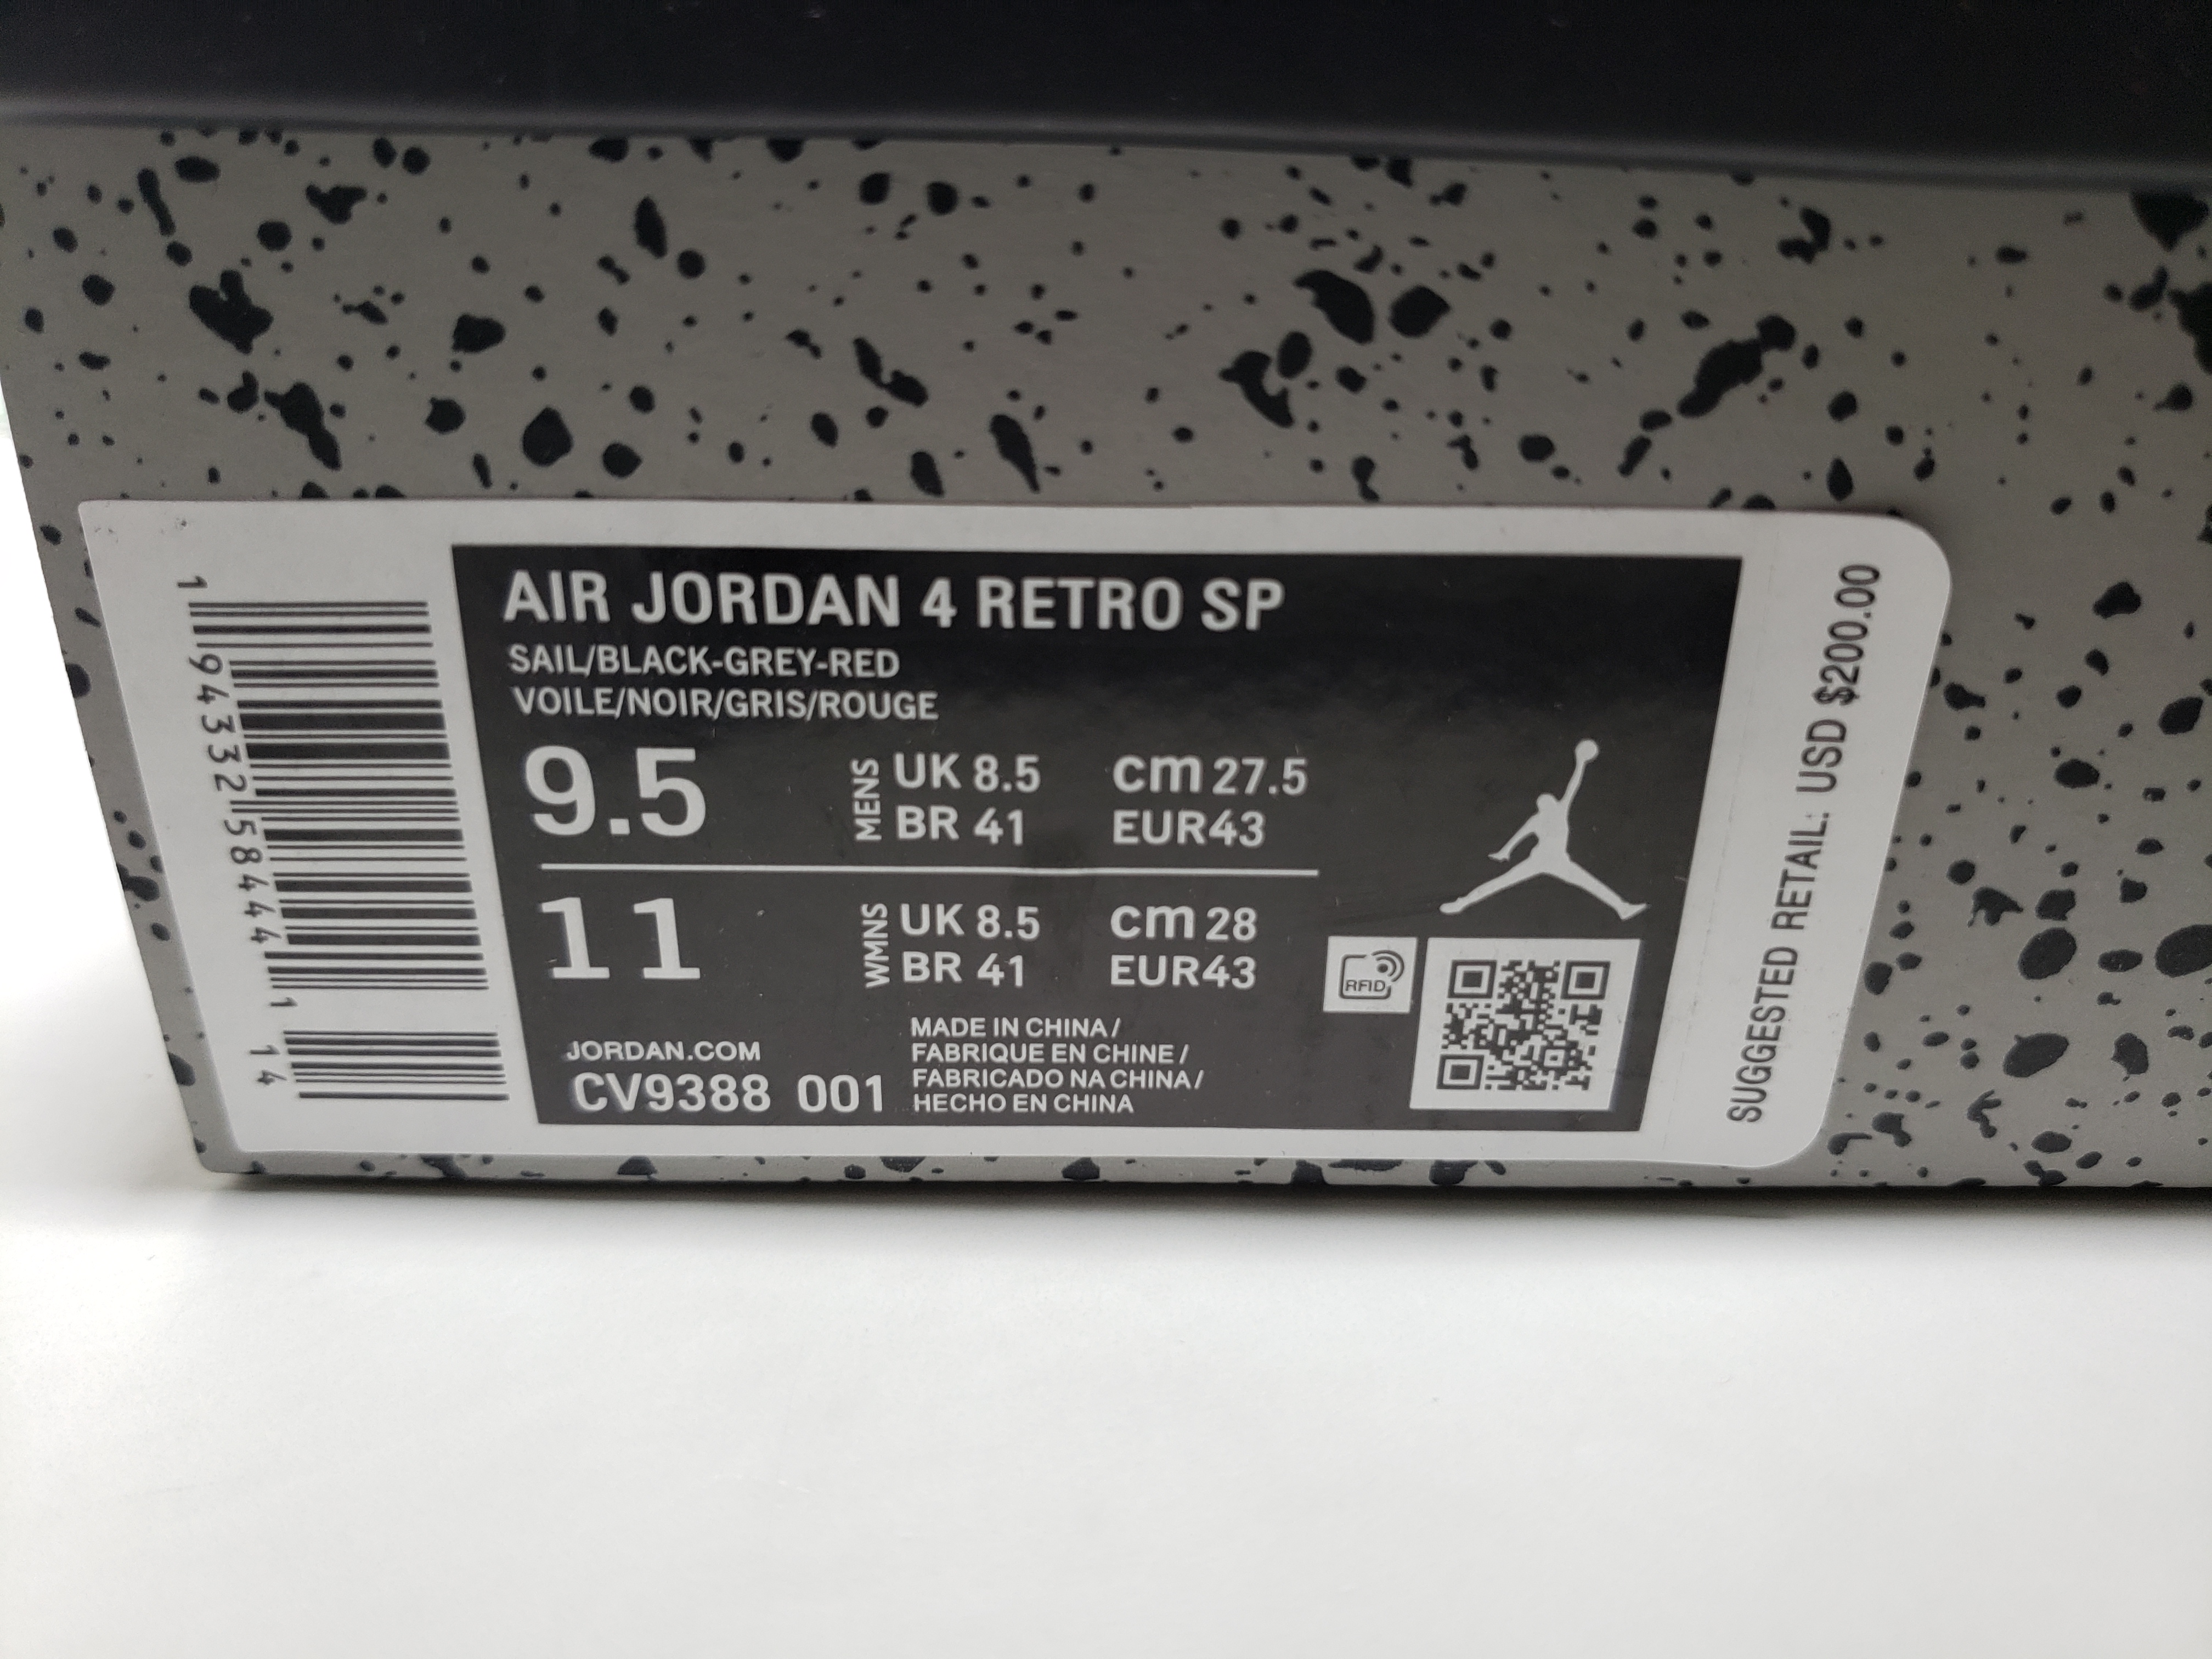 AIR JORDAN 4 RETRO SP
SAIL/BLACK-GREY-RED
VOILE/NOIR/GRIS/ROUGE
9.5
MENS
UK 8.5 cm 27.5
BR 41 EUR43
11
WMNS
UK 8.5 cm 28
BR 41 EUR43
JORDAN.COM
CV9388 001
MADE IN CHINA /
FABRIQUE EN CHINE /
FABRICADO NA CHINA /
HECHO EN CHINA
RFID
SUGGESTED RETAIL: USD $200.00
1 94332 58444 1 14